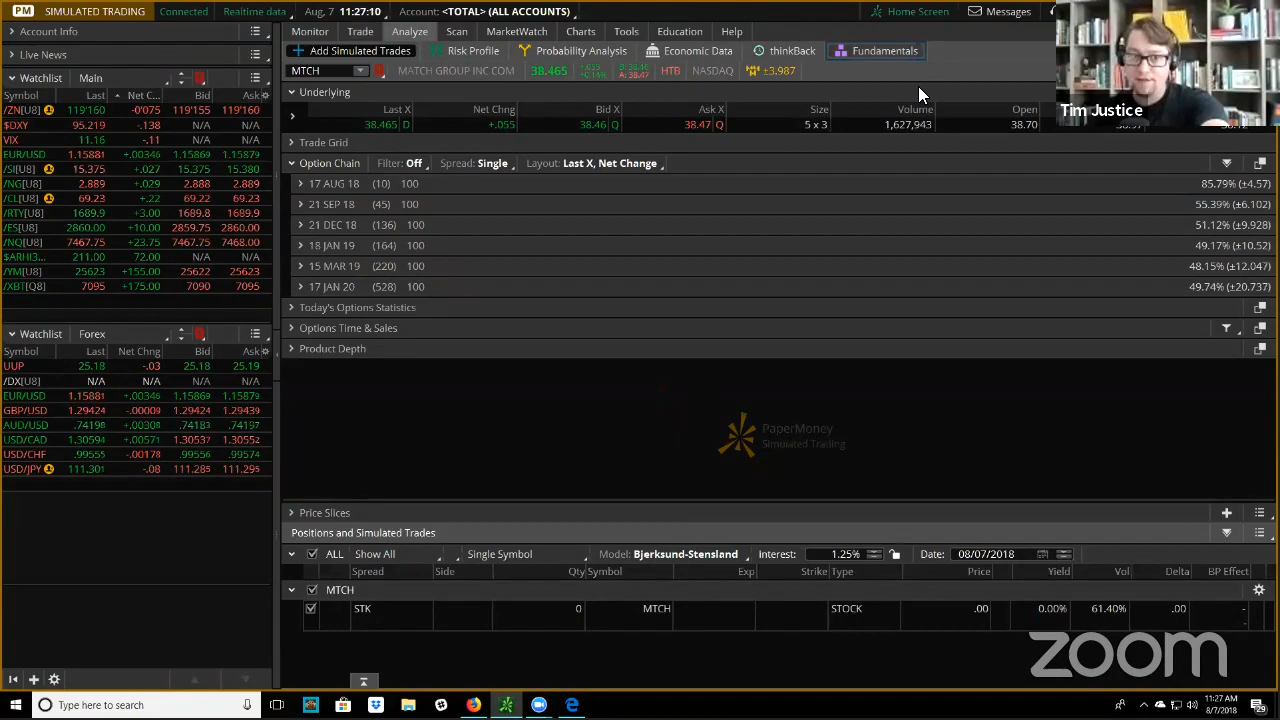 PM SIMULATED TRADING Connected Realtime data Aug, 7 11:27:10 Account: <TOTAL> (ALL ACCOUNTS) Home Screen Messages
Account Info
Live News
Watchlist Main
Symbol Last Net C... Bid Ask
/ZN[U8] 119'160 -0'075 119'155 119'160
$DXY 95.219 -.138 N/A N/A
VIX 11.16 -.11 N/A N/A
EUR/USD 1.15881 +.00346 1.15869 1.15879
/SI[U8] 15.375 +.027 15.375 15.380
/NG[U8] 2.889 +.029 2.888 2.889
/CL[U8] 69.23 +.22 69.22 69.23
/RTY[U8] 1689.9 +3.00 1689.8 1689.9
/ES[U8] 2860.00 +10.00 2859.75 2860.00
/NQ[U8] 7467.75 +23.75 7467.75 7468.00
$ARHI3... 211.00 72.00 N/A N/A
/YM[U8] 25623 +155.00 25622 25623
/XBT[Q8] 7095 +175.00 7090 7095
Watchlist Forex
Symbol Last Net Chng Bid Ask
UUP 25.18 -.03 25.18 25.19
/DX[U8] N/A N/A N/A N/A
EUR/USD 1.15881 +.00346 1.15869 1.15879
GBP/USD 1.29424 -.00009 1.29424 1.29439
AUD/USD .74198 +.00308 .74183 .74197
USD/CAD 1.30594 +.00571 1.30537 1.30552
USD/CHF .99555 -.00178 .99556 .99574
USD/JPY 111.301 -.08 111.285 111.295
Monitor Trade Analyze Scan MarketWatch Charts Tools Education Help
Add Simulated Trades Risk Profile Probability Analysis Economic Data thinkBack Fundamentals
MTCH MATCH GROUP INC COM 38.465 +.055 +0.14% B: 38.46 A: 38.47 HTB NASDAQ ±3.987
Underlying
Last X Net Chng Bid X Ask X Size Volume Open
38.465 D +.055 38.46 Q 38.47 Q 5 x 3 1,627,943 38.70
Trade Grid
Option Chain Filter: Off Spread: Single Layout: Last X, Net Change
17 AUG 18 (10) 100 85.79% (±4.57)
21 SEP 18 (45) 100 55.39% (±6.102)
21 DEC 18 (136) 100 51.12% (±9.928)
18 JAN 19 (164) 100 49.17% (±10.52)
15 MAR 19 (220) 100 48.15% (±12.047)
17 JAN 20 (528) 100 49.74% (±20.737)
Today's Options Statistics
Options Time & Sales
Product Depth
PaperMoney
Simulated Trading
Price Slices
Positions and Simulated Trades
ALL Show All Single Symbol Model: Bjerksund-Stensland Interest: 1.25% Date: 08/07/2018
Spread Side Qty Symbol Exp Strike Type Price Yield Vol Delta BP Effect
MTCH
STK 0 MTCH STOCK .00 0.00% 61.40% .00 -
-
Tim Justice
zoom
Type here to search
11:27 AM
8/7/2018
29